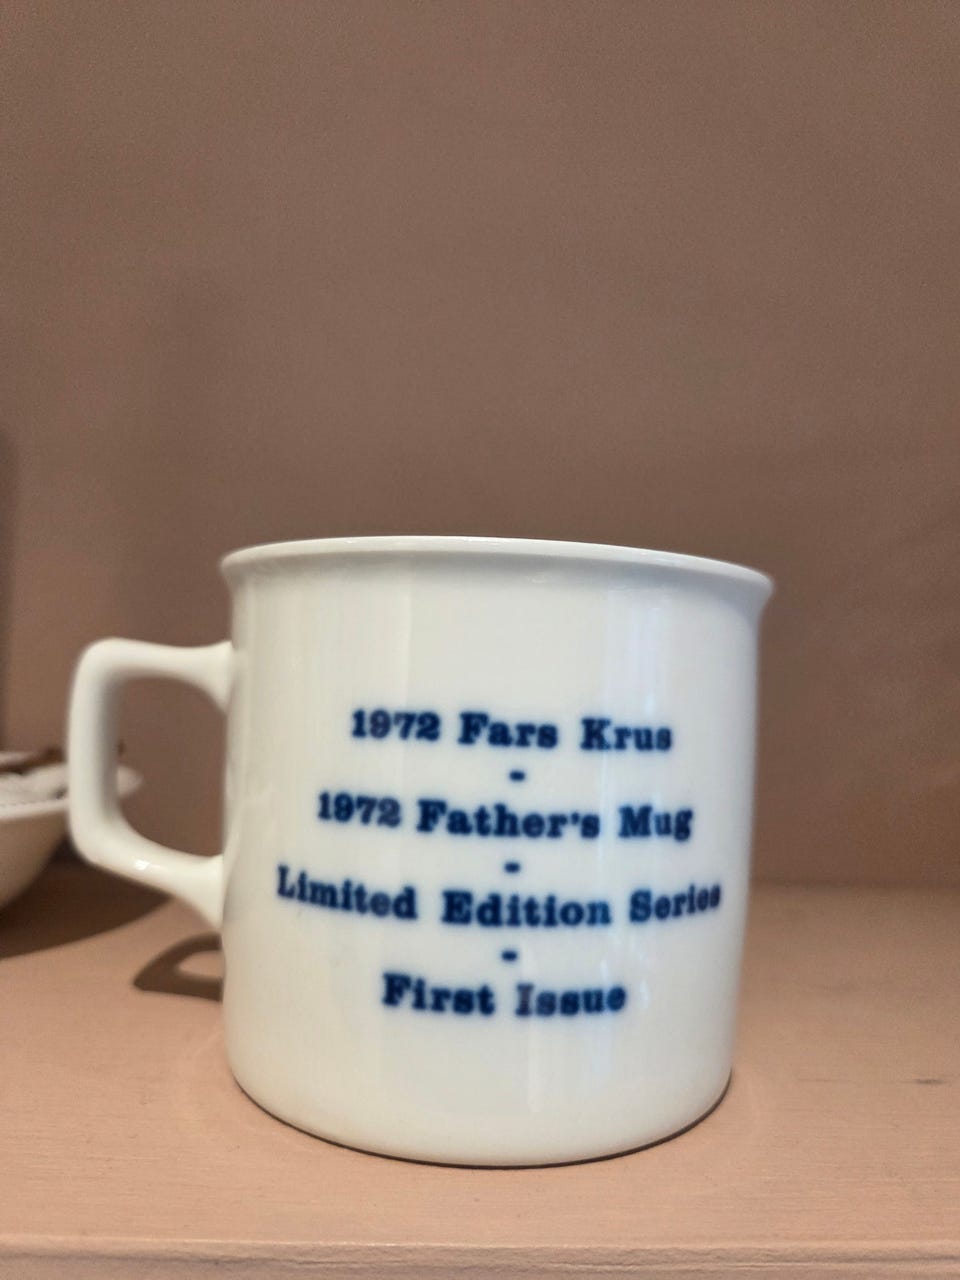 1972 Fars Krus
-
1972 Father's Mug
-
Limited Edition Series
-
First Issue